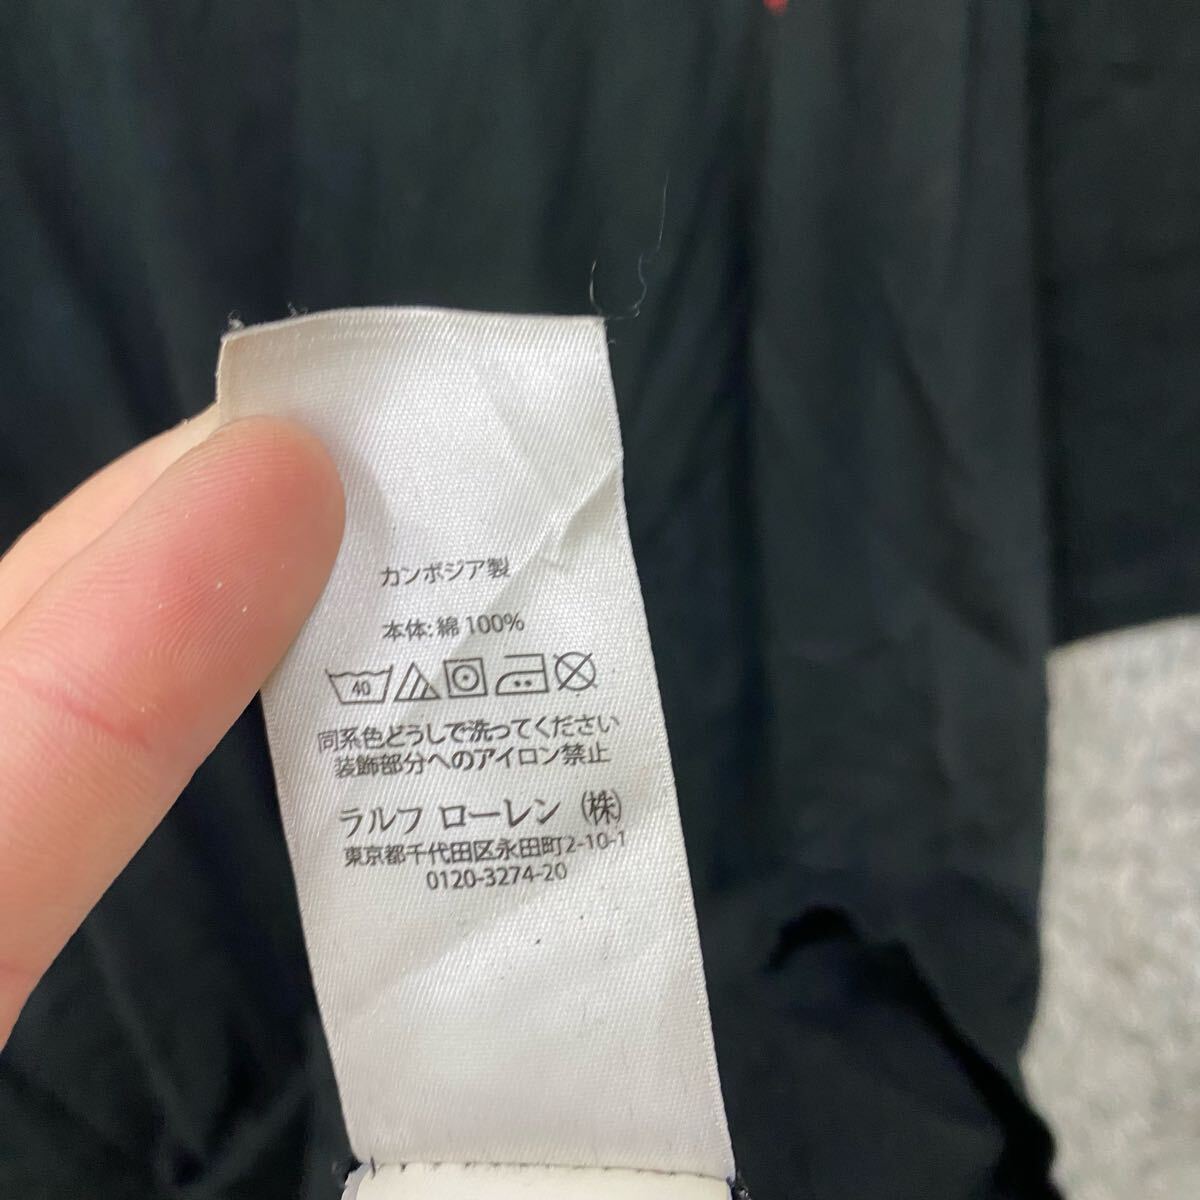 カンボジア製
本体: 綿 100%
40
同系色どうしで洗ってください
装飾部分へのアイロン禁止
ラルフ ローレン (株)
東京都千代田区永田町2-10-1
0120-3274-20